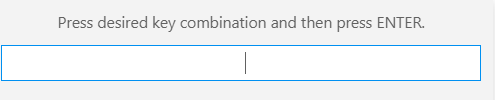 Press desired key combination and then press ENTER.